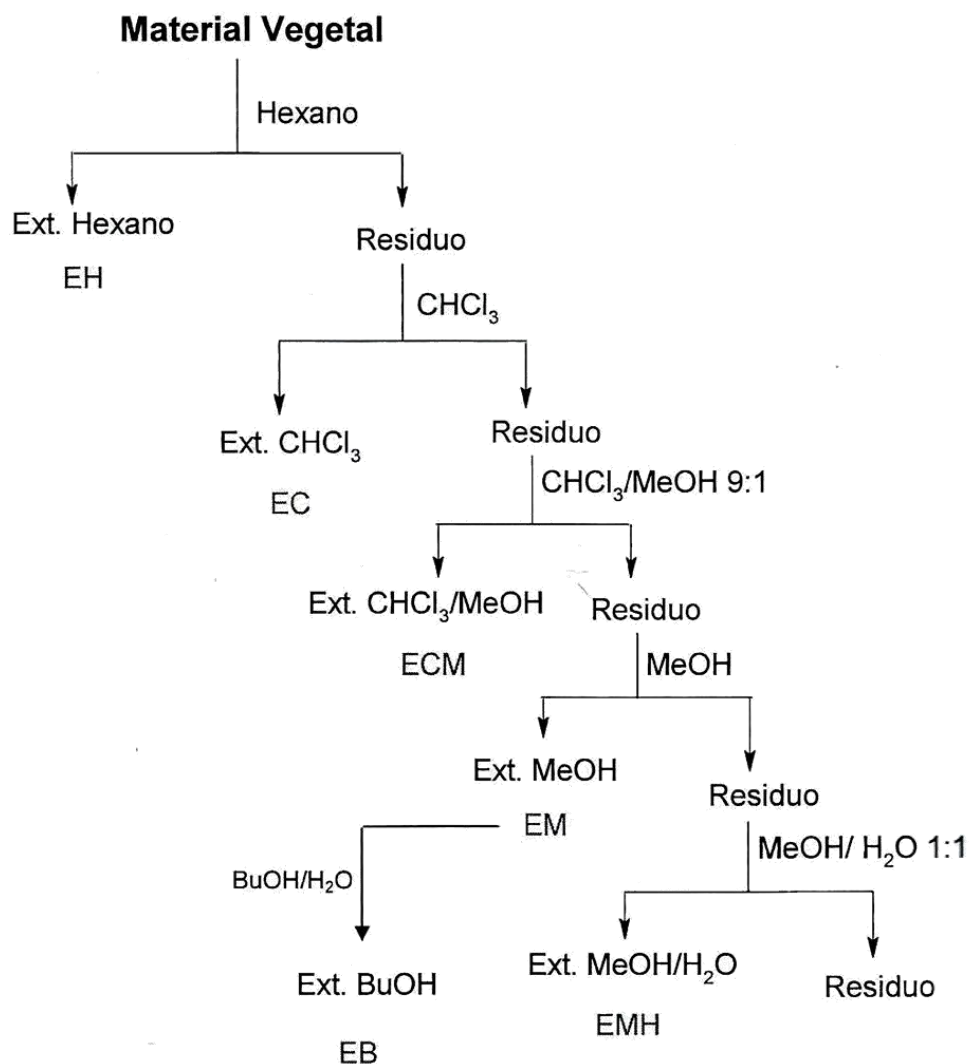 Material Vegetal
Hexano
Ext. Hexano
EH
Residuo
CHCl₃
Ext. CHCl₃
EC
Residuo
CHCl₃/MeOH 9:1
Ext. CHCl₃/MeOH
ECM
Residuo
MeOH
Ext. MeOH
EM
Residuo
MeOH/ H₂O 1:1
BuOH/H₂O
Ext. BuOH
EB
Ext. MeOH/H₂O
EMH
Residuo